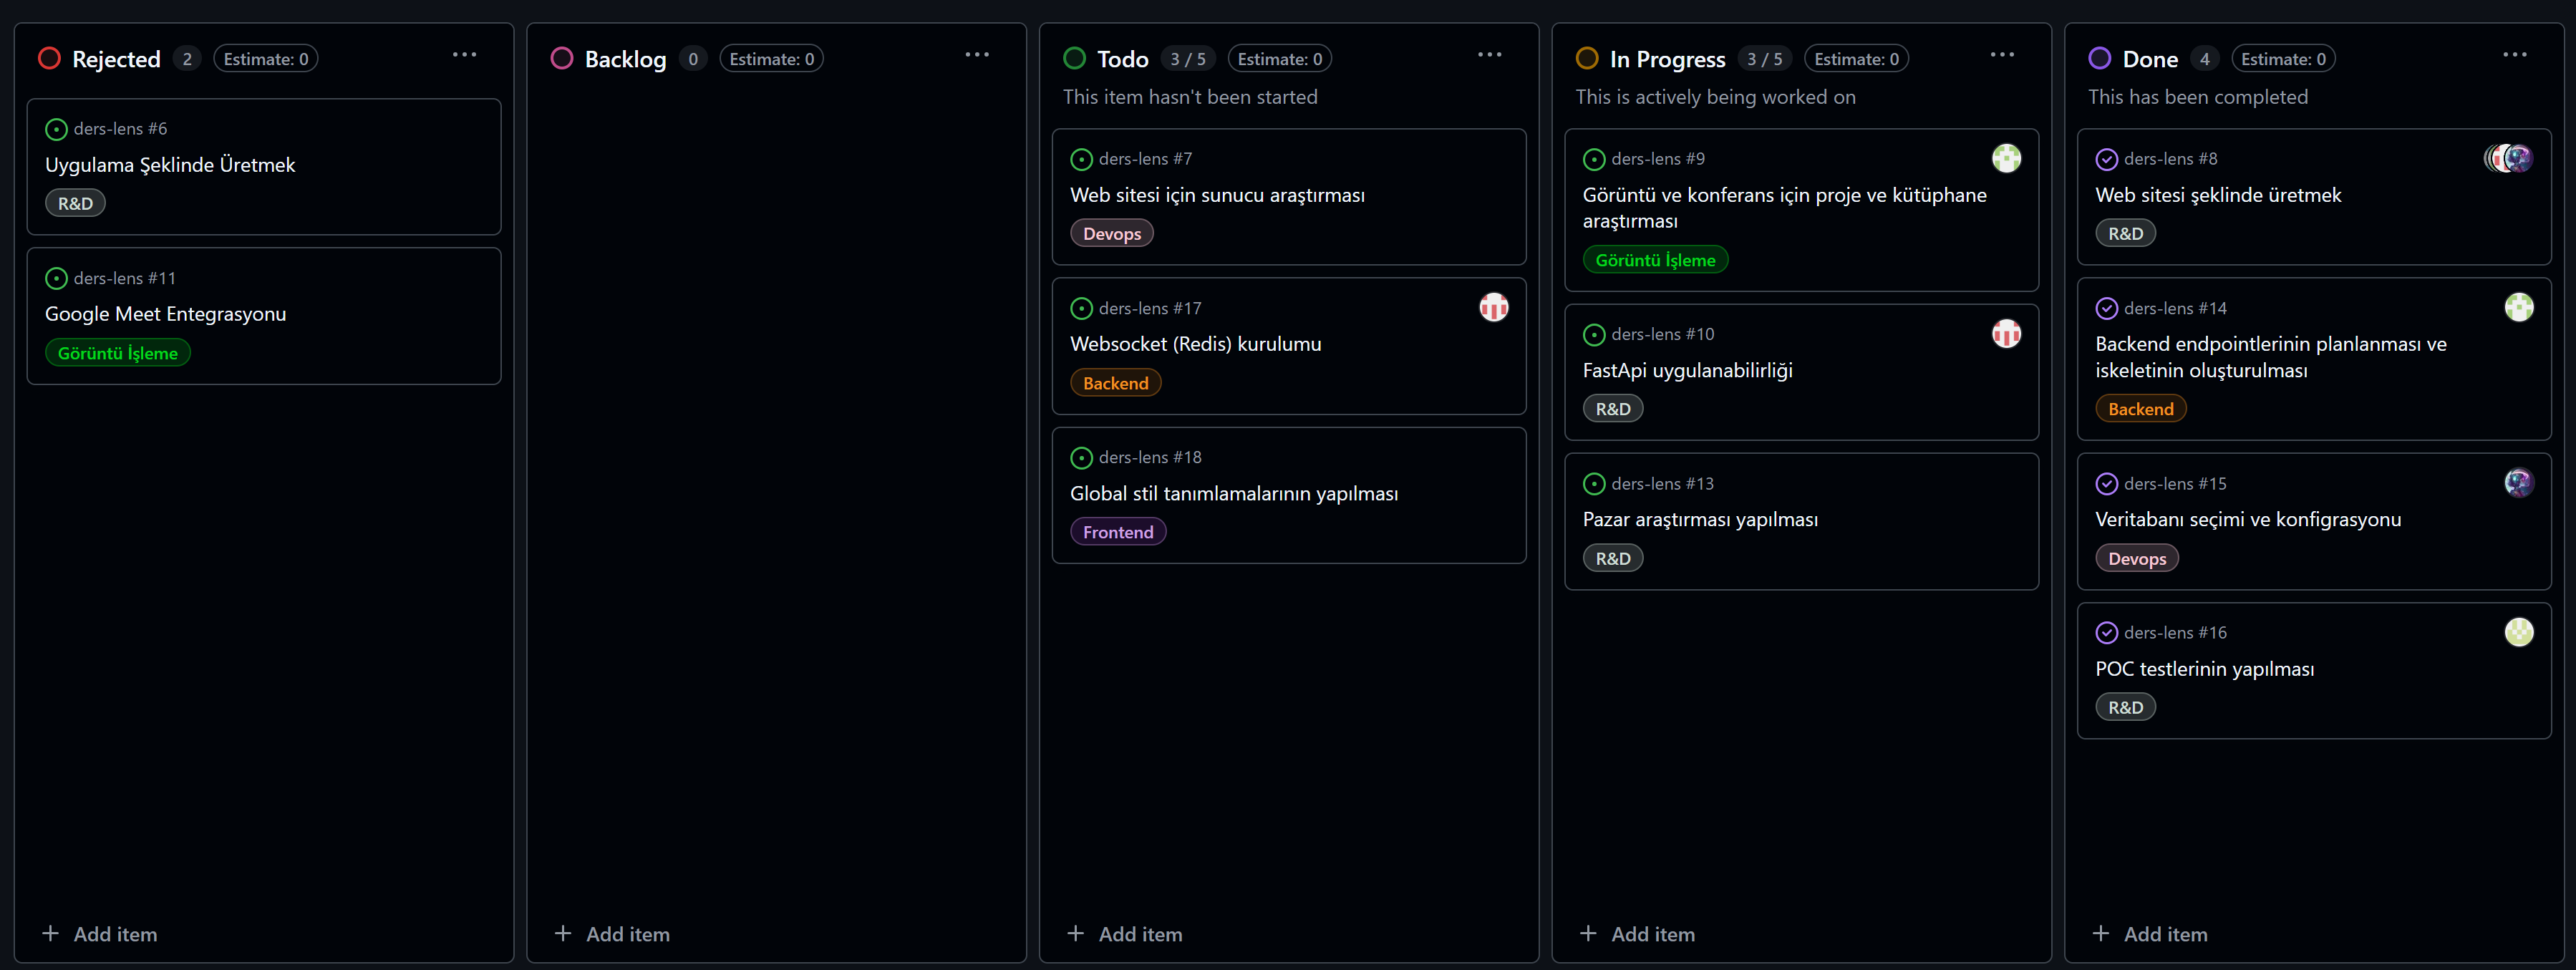 Rejected 2 Estimate: 0
ders-lens #6
Uygulama Şeklinde Üretmek
R&D
ders-lens #11
Google Meet Entegrasyonu
Görüntü İşleme
+ Add item
Backlog 0 Estimate: 0
+ Add item
Todo 3 / 5 Estimate: 0
This item hasn't been started
ders-lens #7
Web sitesi için sunucu araştırması
Devops
ders-lens #17
Websocket (Redis) kurulumu
Backend
ders-lens #18
Global stil tanımlamalarının yapılması
Frontend
+ Add item
In Progress 3 / 5 Estimate: 0
This is actively being worked on
ders-lens #9
Görüntü ve konferans için proje ve kütüphane
araştırması
Görüntü İşleme
ders-lens #10
FastApi uygulanabilirliği
R&D
ders-lens #13
Pazar araştırması yapılması
R&D
+ Add item
Done 4 Estimate: 0
This has been completed
ders-lens #8
Web sitesi şeklinde üretmek
R&D
ders-lens #14
Backend endpointlerinin planlanması ve
iskeletinin oluşturulması
Backend
ders-lens #15
Veritabanı seçimi ve konfigrasyonu
Devops
ders-lens #16
POC testlerinin yapılması
R&D
+ Add item